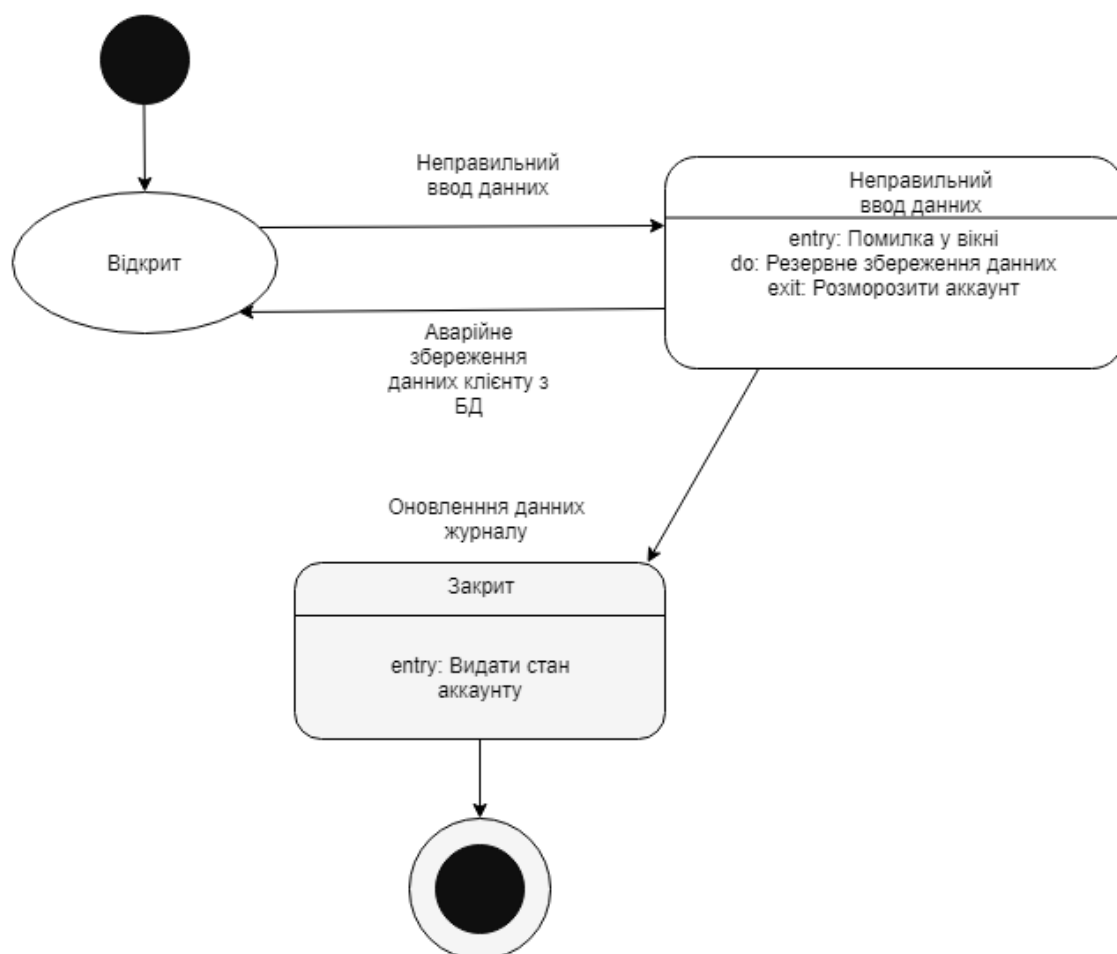 Неправильний
ввод данних
Неправильний
ввод данних
entry: Помилка у вікні
do: Резервне збереження данних
exit: Розморозити аккаунт
Відкрит
Аварійне
збереження
данних клієнту з
БД
Оновленння данних
журналу
Закрит
entry: Видати стан
аккаунту